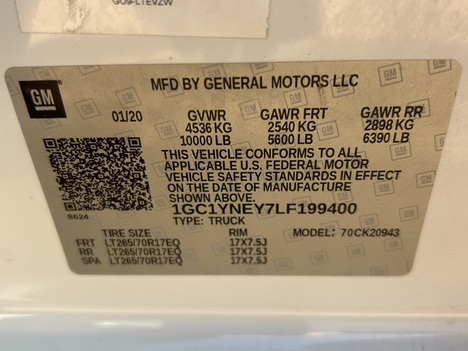 GM
MFD BY GENERAL MOTORS LLC
01/20 GVWR GAWR FRT GAWR RR
4536 KG 2540 KG 2898 KG
10000 LB 5600 LB 6390 LB
THIS VEHICLE CONFORMS TO ALL
APPLICABLE U.S. FEDERAL MOTOR
VEHICLE SAFETY STANDARDS IN EFFECT
ON THE DATE OF MANUFACTURE
SHOWN ABOVE.
8624 1GC1YNEY7LF199400
TYPE: TRUCK
TIRE SIZE RIM MODEL: 70CK20943
FRT LT265/70R17EQ 17X7.5J
RR LT265/70R17EQ 17X7.5J
SPA LT265/70R17EQ 17X7.5J